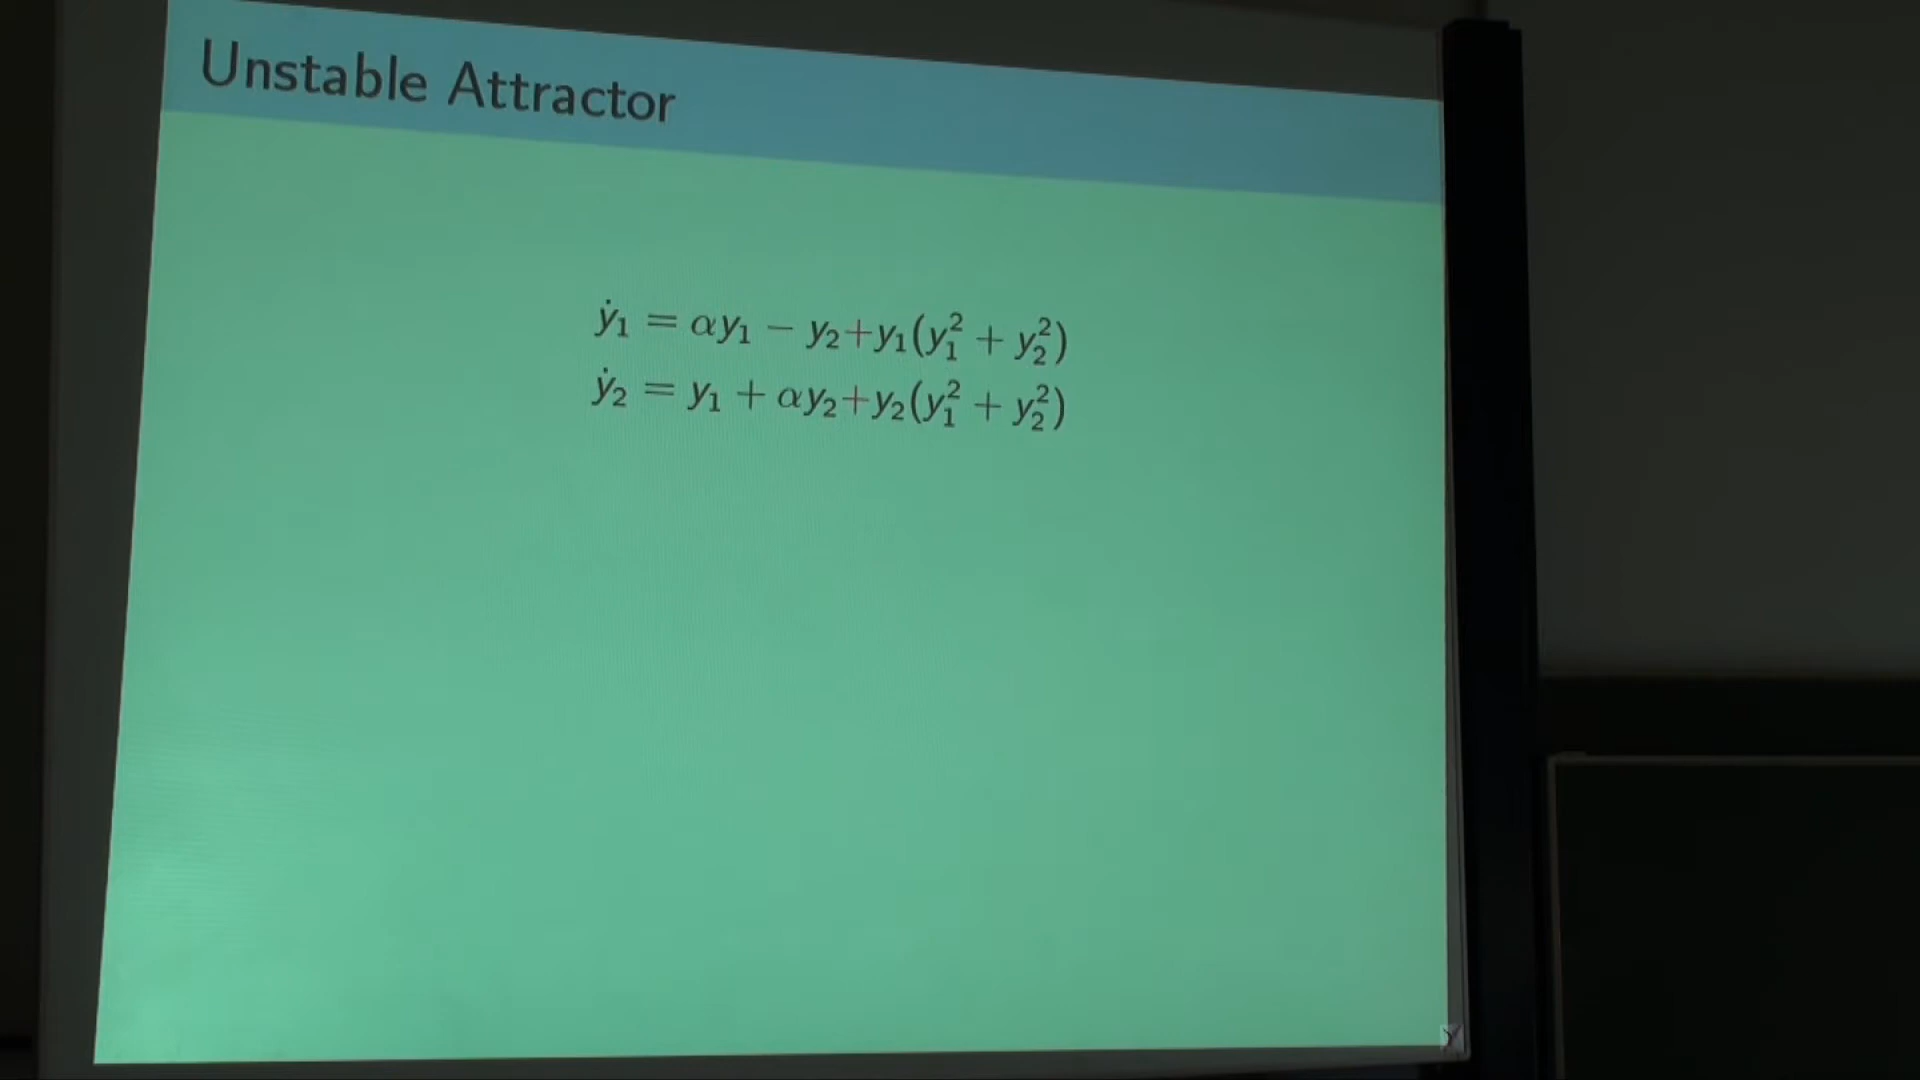 Unstable Attractor
ẏ₁ = αy₁ − y₂+y₁(y₁² + y₂²)
ẏ₂ = y₁ + αy₂+y₂(y₁² + y₂²)